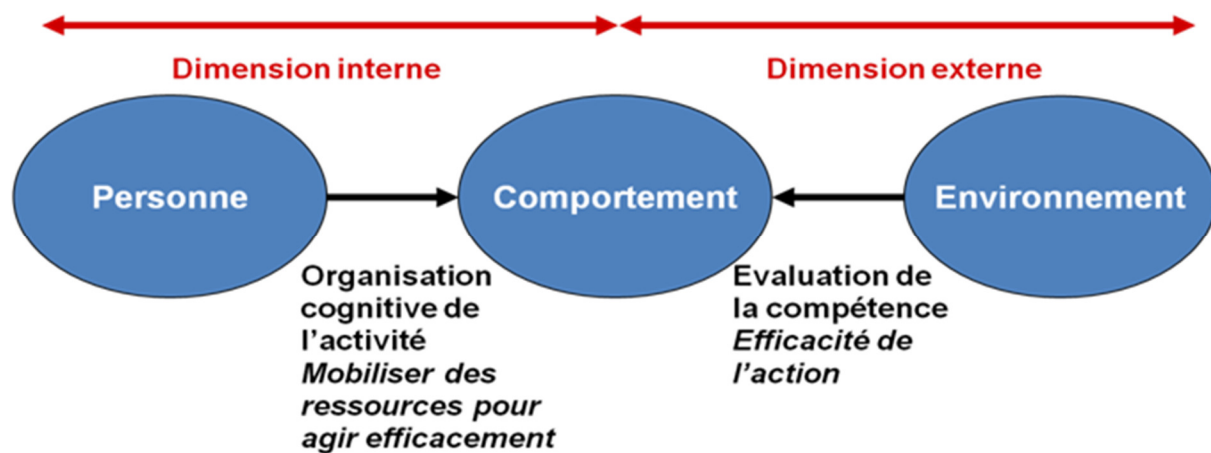 Dimension interne
Dimension externe
Personne
Comportement
Environnement
Organisation
cognitive de
l'activité
Mobiliser des
ressources pour
agir efficacement
Evaluation de
la compétence
Efficacité de
l'action